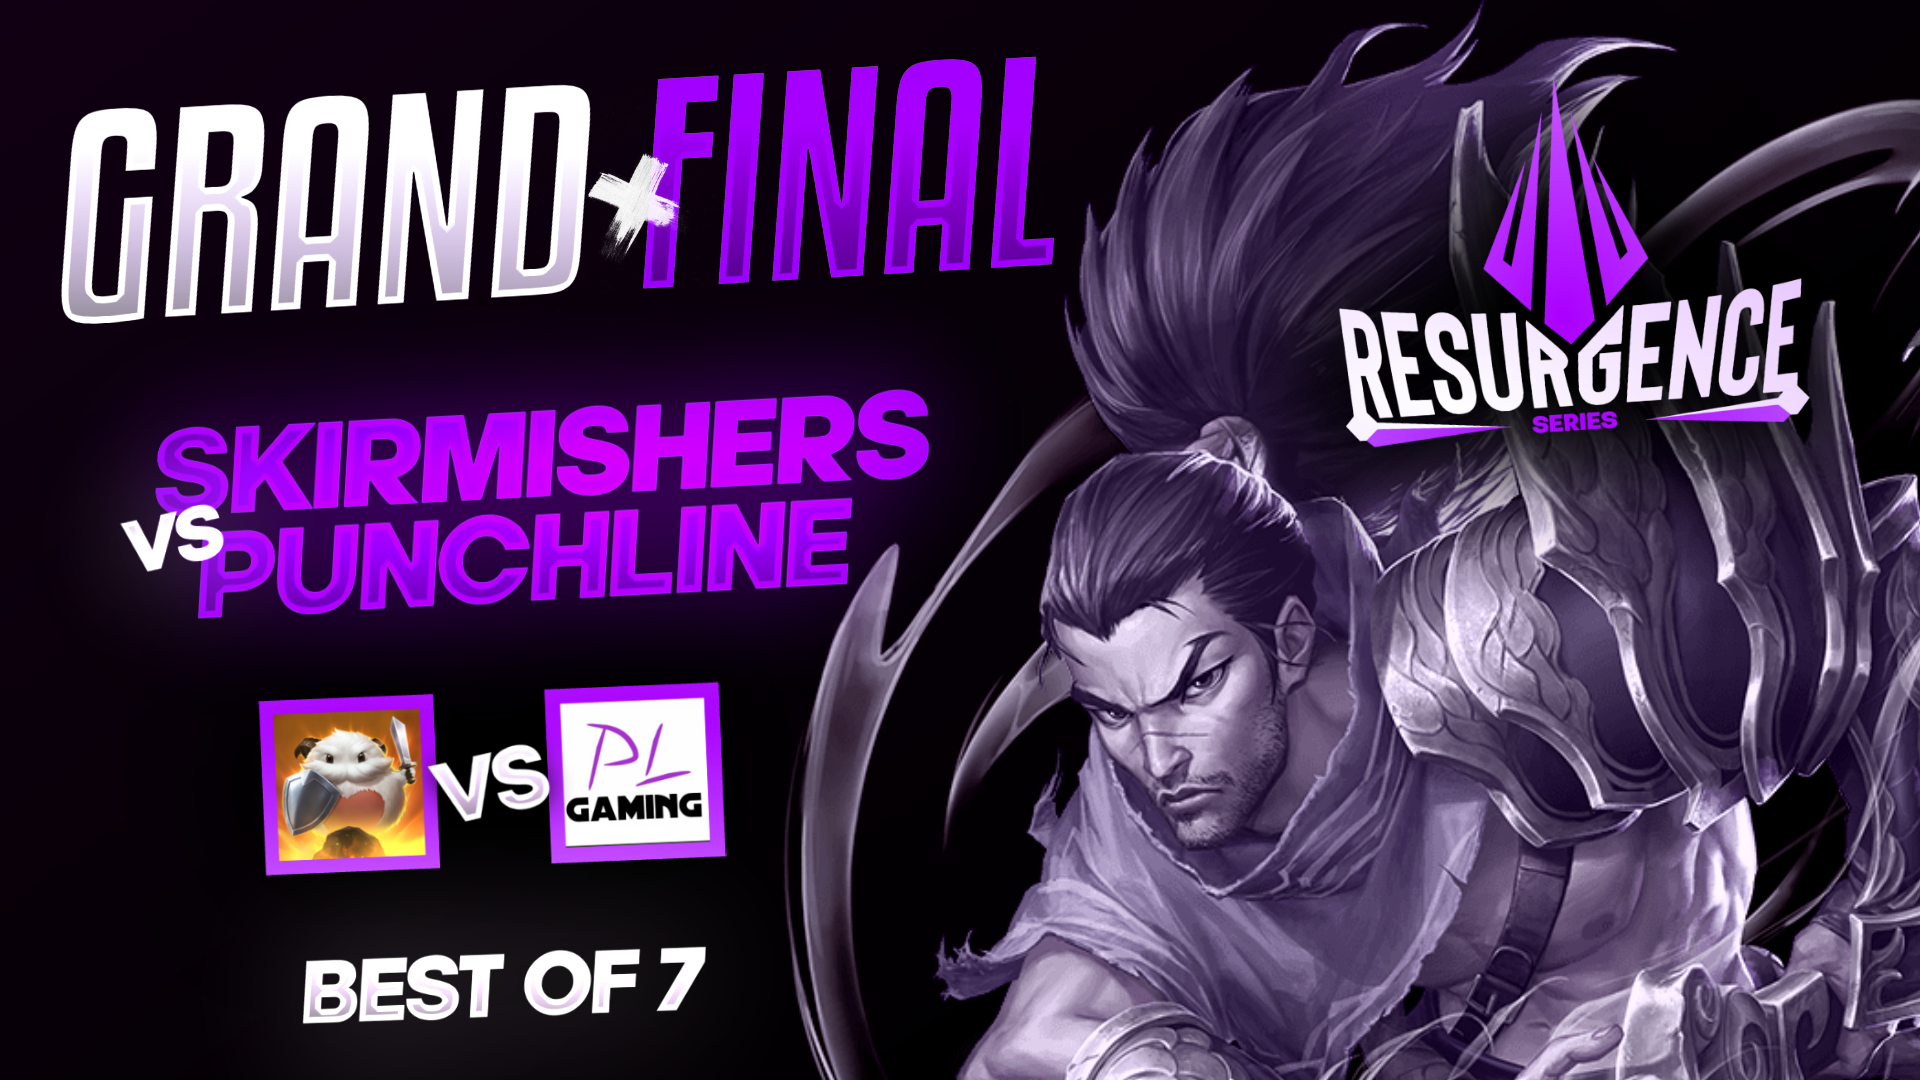 GRAND FINAL
RESURGENCE
SERIES
SKIRMISHERS
VS PUNCHLINE
VS
PL
GAMING
BEST OF 7